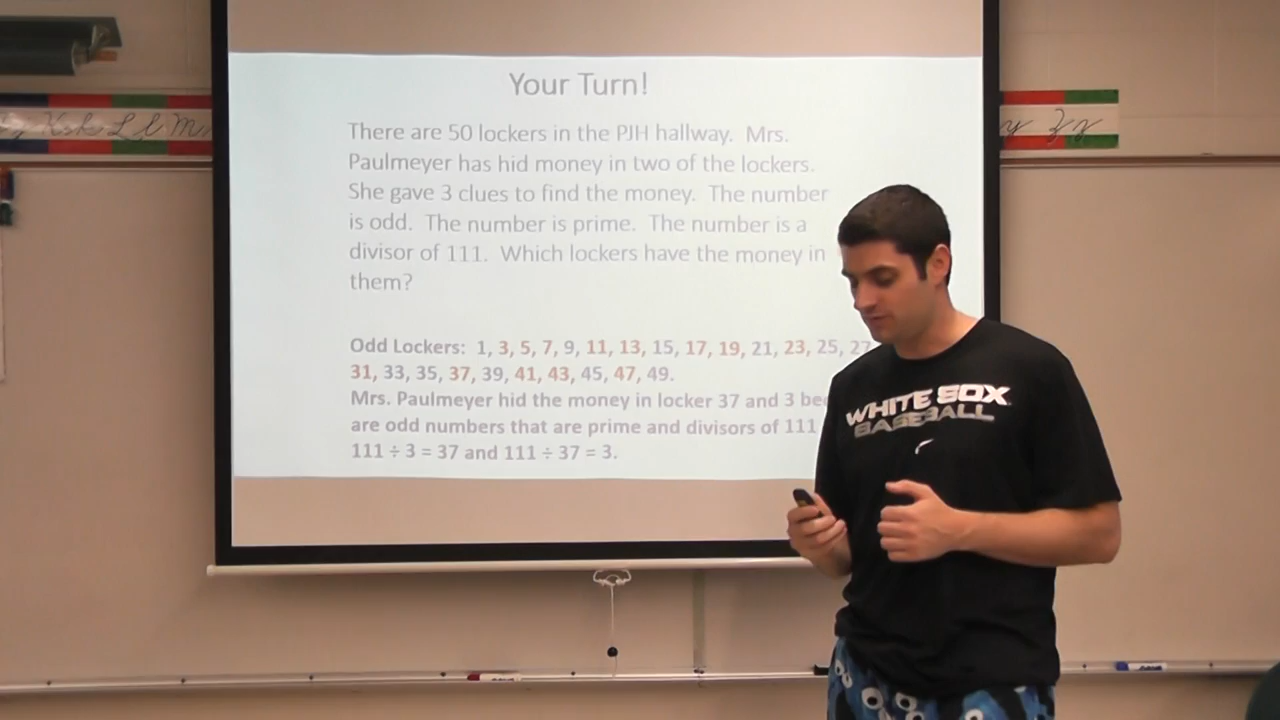 Your Turn!
There are 50 lockers in the PJH hallway. Mrs.
Paulmeyer has hid money in two of the lockers.
She gave 3 clues to find the money. The number
is odd. The number is prime. The number is a
divisor of 111. Which lockers have the money in
them?
Odd Lockers: 1, 3, 5, 7, 9, 11, 13, 15, 17, 19, 21, 23, 25, 27
31, 33, 35, 37, 39, 41, 43, 45, 47, 49.
Mrs. Paulmeyer hid the money in locker 37 and 3
are odd numbers that are prime and divisors of 111
111 ÷ 3 = 37 and 111 ÷ 37 = 3.
K k L l M
y Z z
WHITE SOX
BASEBALL